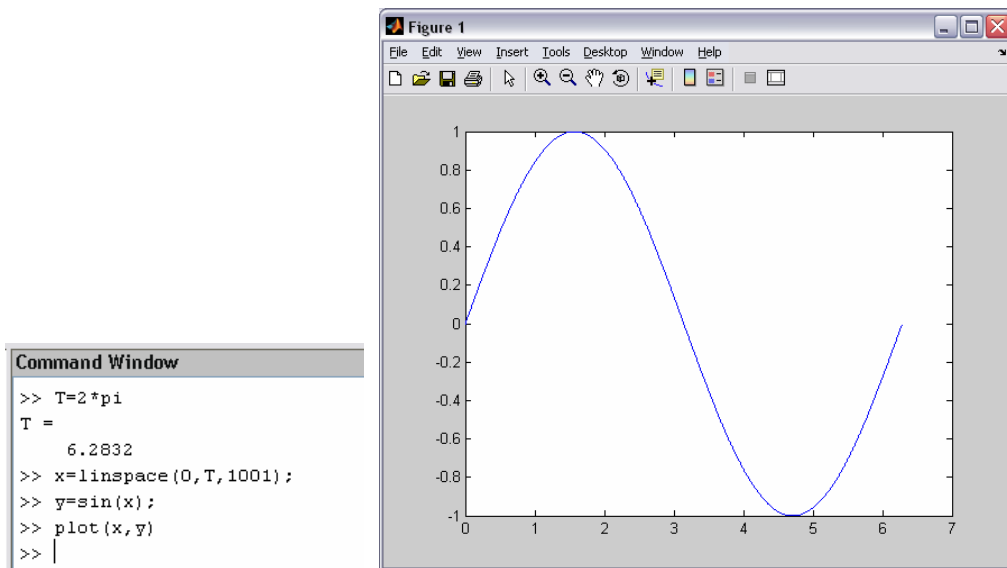 Command Window
>> T=2*pi
T =
6.2832
>> x=linspace(0,T,1001);
>> y=sin(x);
>> plot(x,y)
>>
Figure 1
File Edit View Insert Tools Desktop Window Help
1
0.8
0.6
0.4
0.2
0
-0.2
-0.4
-0.6
-0.8
-1
0 1 2 3 4 5 6 7